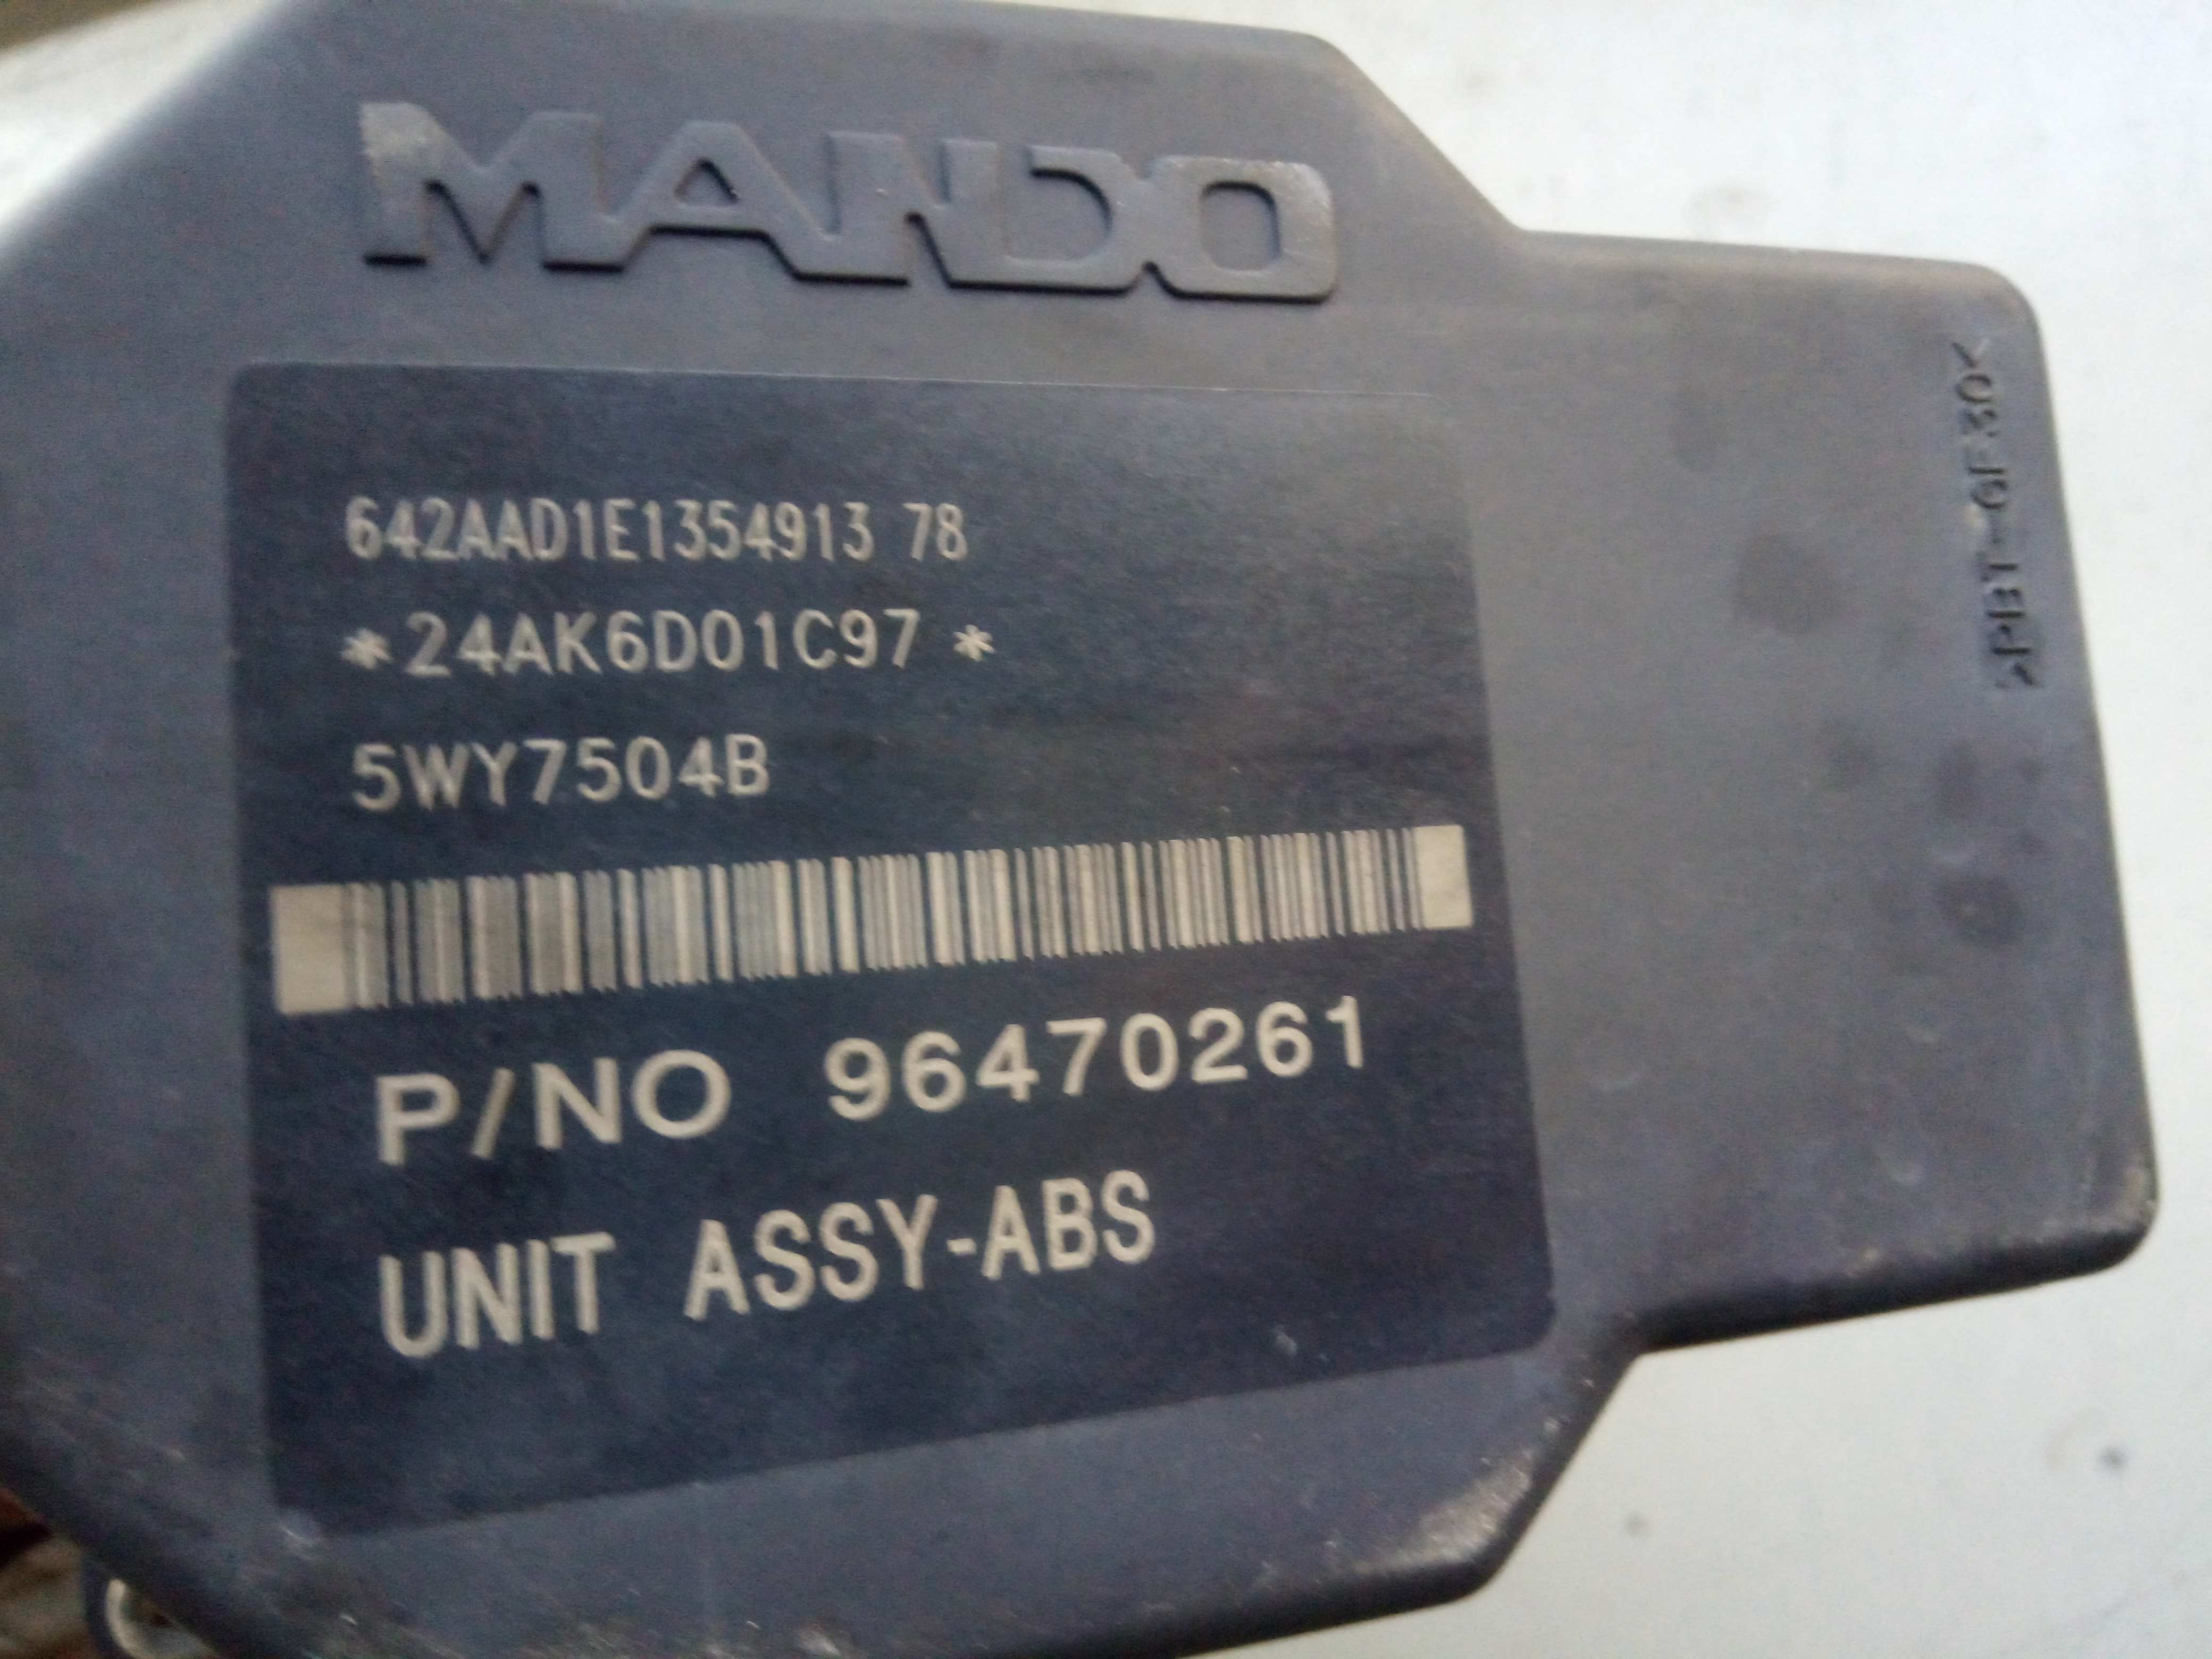 MANDO
642AAD1E1354913 78
*24AK6D01C97 *
5WY7504B
P/NO 96470261
UNIT ASSY-ABS
>PBT-GF30<